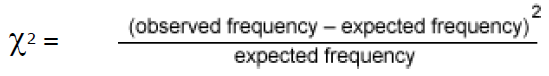 χ² = (observed frequency – expected frequency)²
expected frequency